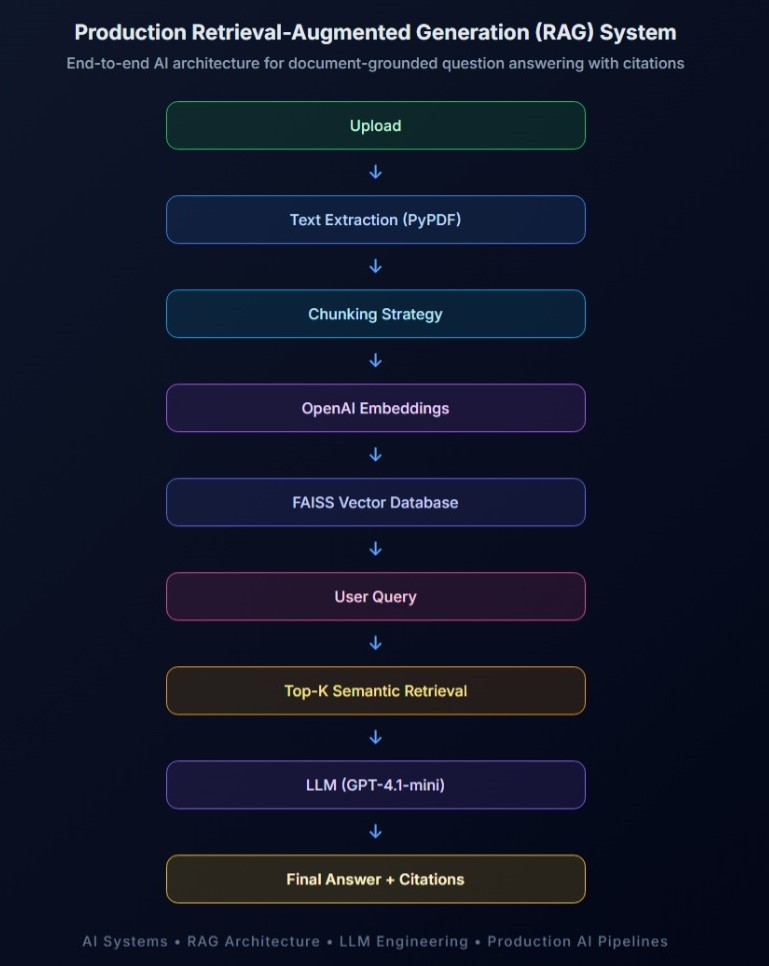 Production Retrieval-Augmented Generation (RAG) System
End-to-end AI architecture for document-grounded question answering with citations
Upload
Text Extraction (PyPDF)
Chunking Strategy
OpenAI Embeddings
FAISS Vector Database
User Query
Top-K Semantic Retrieval
LLM (GPT-4.1-mini)
Final Answer + Citations
AI Systems • RAG Architecture • LLM Engineering • Production AI Pipelines